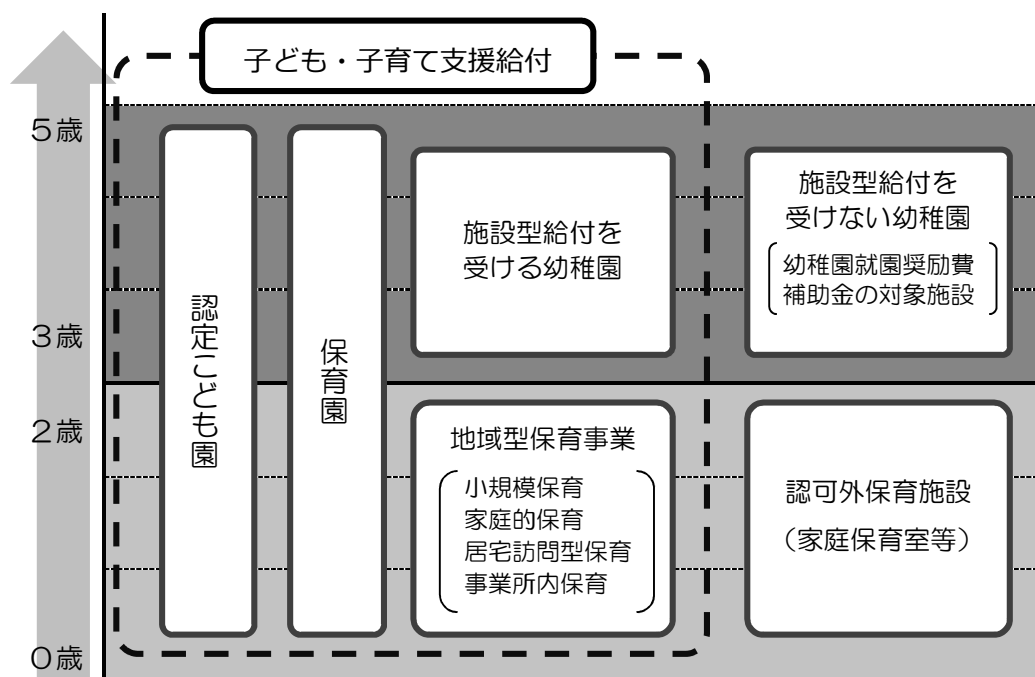 子ども・子育て支援給付
5歳
3歳
2歳
0歳
認定こども園
保育園
施設型給付を
受ける幼稚園
施設型給付を
受けない幼稚園
幼稚園就園奨励費
補助金の対象施設
地域型保育事業
小規模保育
家庭的保育
居宅訪問型保育
事業所内保育
認可外保育施設
（家庭保育室等）